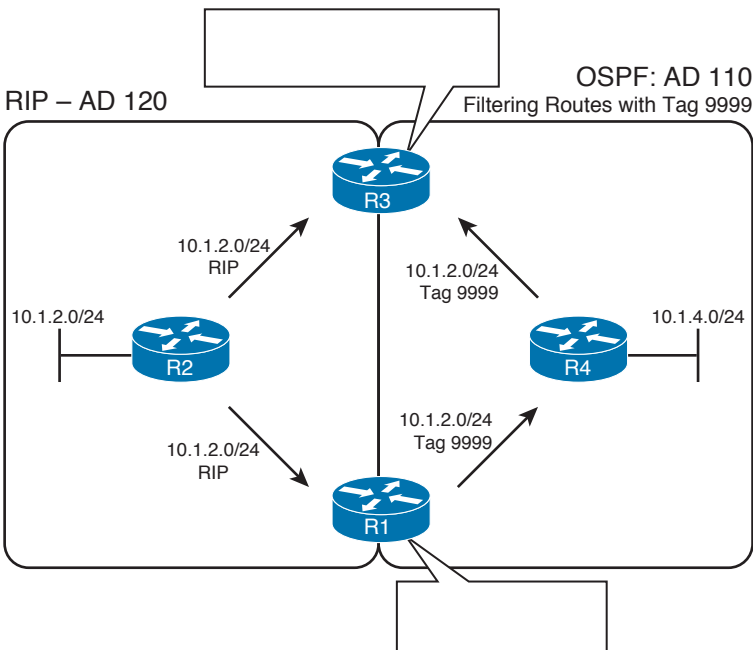 RIP – AD 120
OSPF: AD 110
Filtering Routes with Tag 9999
R3
10.1.2.0/24
RIP
10.1.2.0/24
Tag 9999
10.1.2.0/24
R2
R4
10.1.4.0/24
10.1.2.0/24
RIP
10.1.2.0/24
Tag 9999
R1